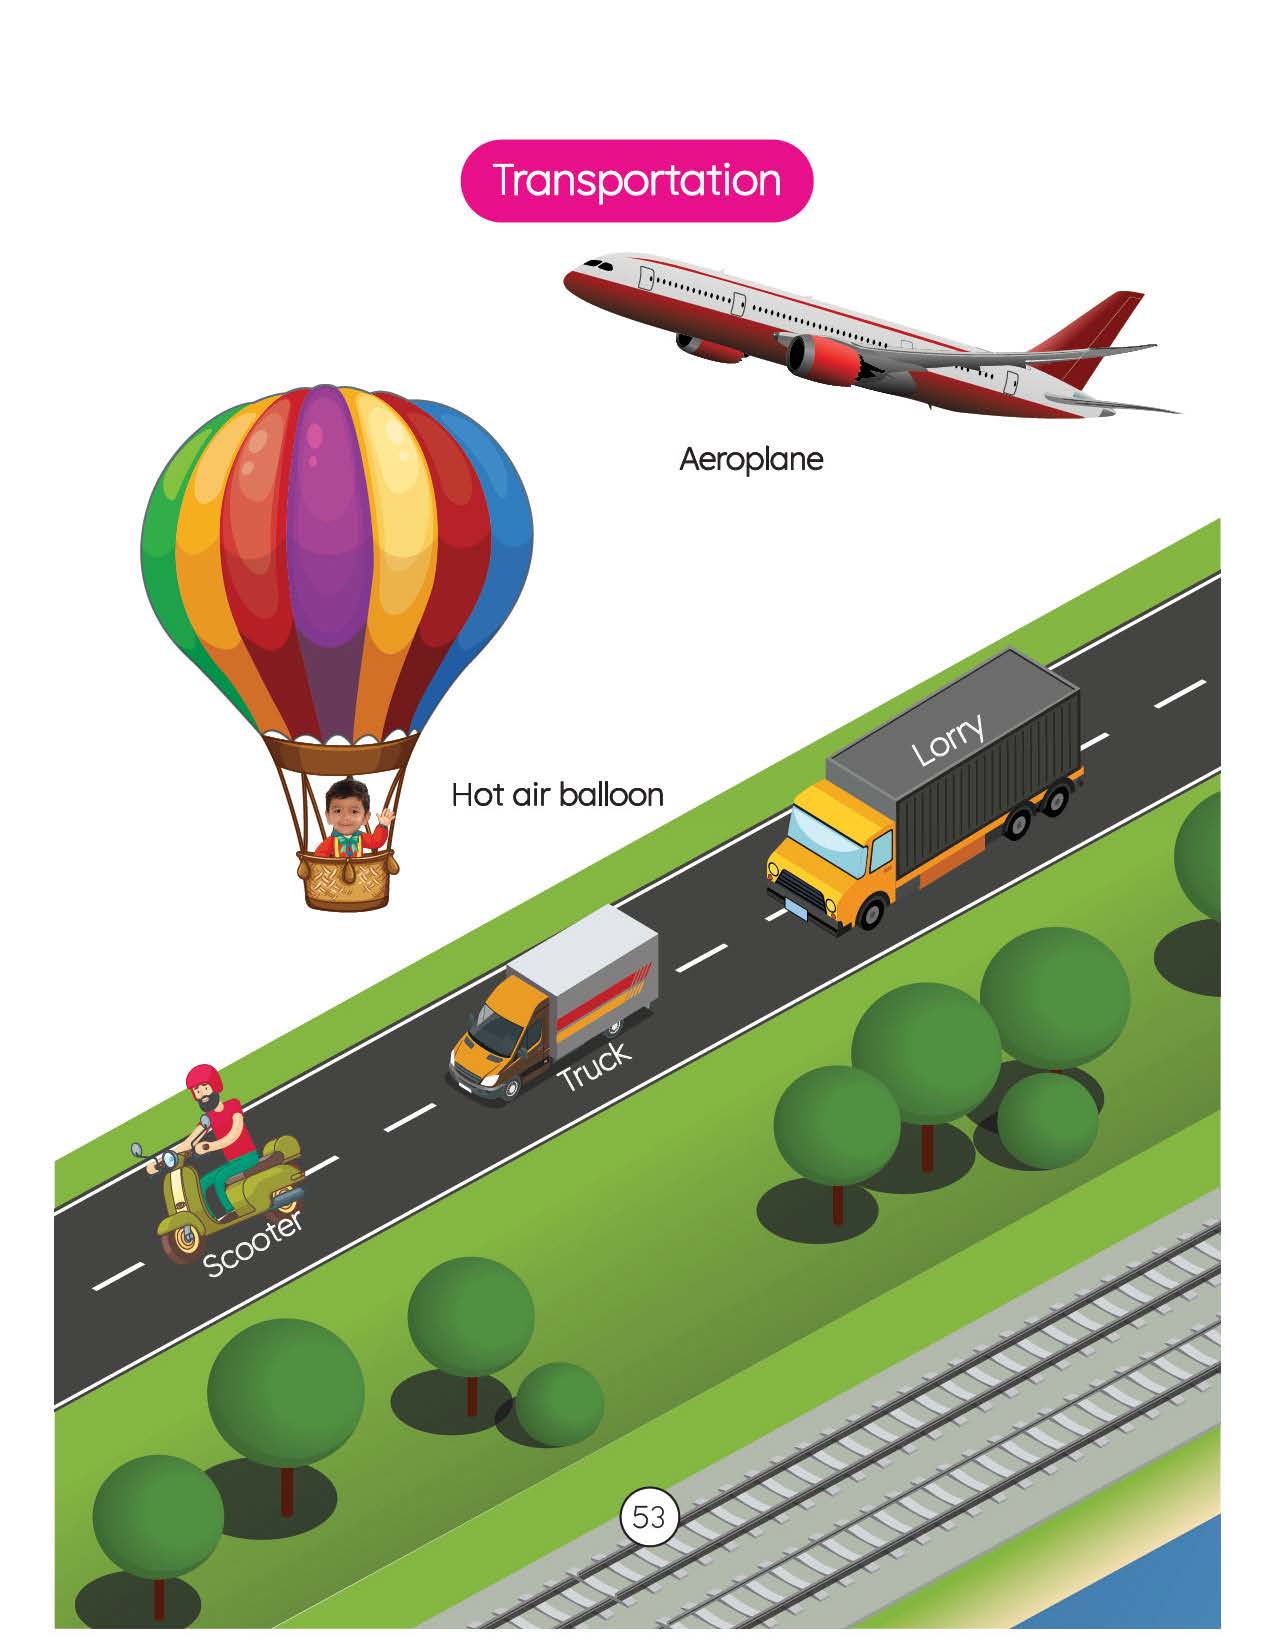 Transportation
Aeroplane
Lorry
Hot air balloon
Truck
Scooter
53